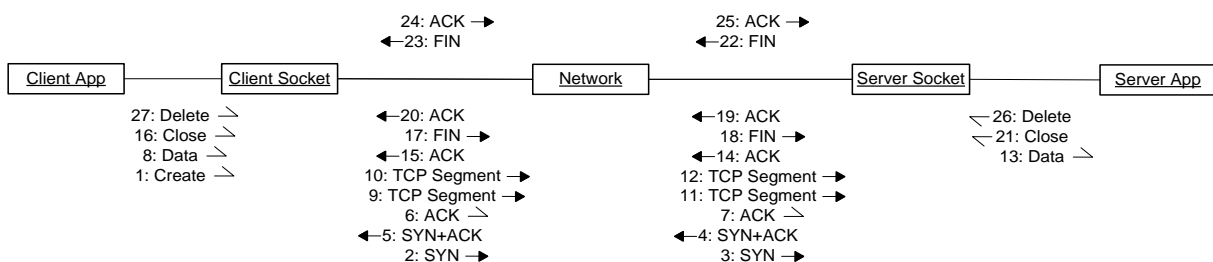 24: ACK
25: ACK
23: FIN
22: FIN
Client App
Client Socket
Network
Server Socket
Server App
27: Delete
20: ACK
19: ACK
26: Delete
16: Close
17: FIN
18: FIN
21: Close
8: Data
15: ACK
14: ACK
13: Data
1: Create
10: TCP Segment
12: TCP Segment
9: TCP Segment
11: TCP Segment
6: ACK
7: ACK
5: SYN+ACK
4: SYN+ACK
2: SYN
3: SYN